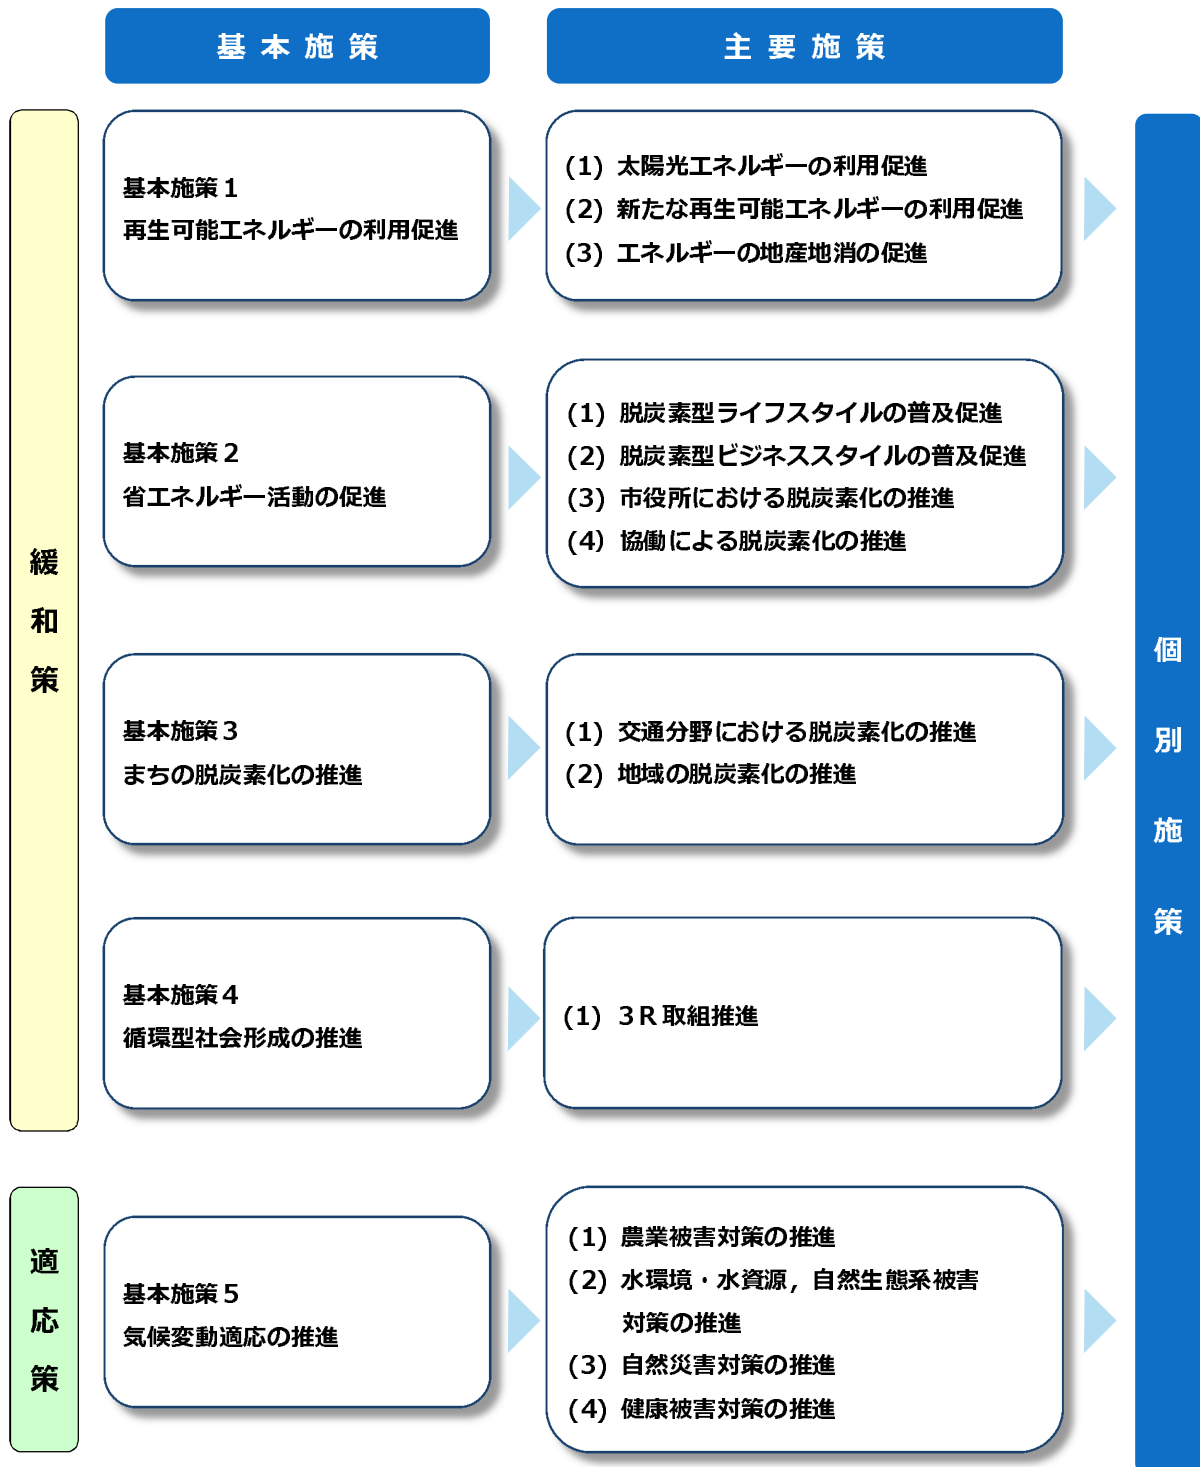 基本施策
主要施策
緩和策
基本施策１
再生可能エネルギーの利用促進
(1) 太陽光エネルギーの利用促進
(2) 新たな再生可能エネルギーの利用促進
(3) エネルギーの地産地消の促進
基本施策２
省エネルギー活動の促進
(1) 脱炭素型ライフスタイルの普及促進
(2) 脱炭素型ビジネススタイルの普及促進
(3) 市役所における脱炭素化の推進
(4) 協働による脱炭素化の推進
基本施策３
まちの脱炭素化の推進
(1) 交通分野における脱炭素化の推進
(2) 地域の脱炭素化の推進
基本施策４
循環型社会形成の推進
(1) ３Ｒ取組推進
適応策
基本施策５
気候変動適応の推進
(1) 農業被害対策の推進
(2) 水環境・水資源，自然生態系被害
対策の推進
(3) 自然災害対策の推進
(4) 健康被害対策の推進
個別施策